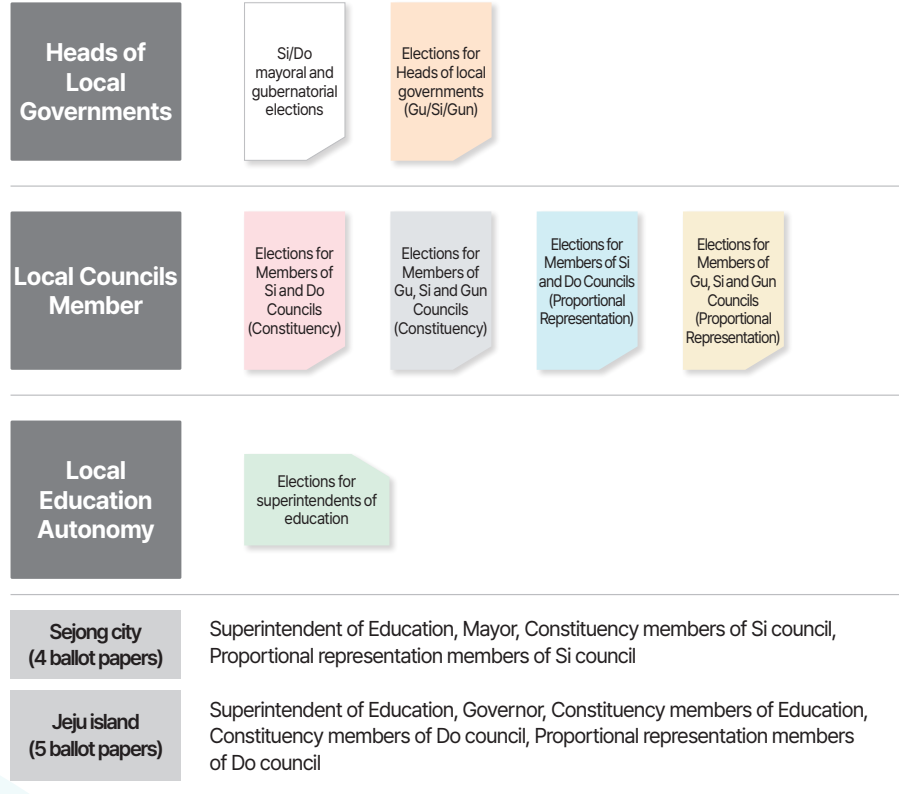 Heads of
Local
Governments
Si/Do
mayoral and
gubernatorial
elections
Elections for
Heads of local
governments
(Gu/Si/Gun)
Local Councils
Member
Elections for
Members of
Si and Do
Councils
(Constituency)
Elections for
Members of
Gu, Si and Gun
Councils
(Constituency)
Elections for
Members of Si
and Do Councils
(Proportional
Representation)
Elections for
Members of
Gu, Si and Gun
Councils
(Proportional
Representation)
Local
Education
Autonomy
Elections for
superintendents of
education
Sejong city
(4 ballot papers)
Superintendent of Education, Mayor, Constituency members of Si council,
Proportional representation members of Si council
Jeju island
(5 ballot papers)
Superintendent of Education, Governor, Constituency members of Education,
Constituency members of Do council, Proportional representation members
of Do council